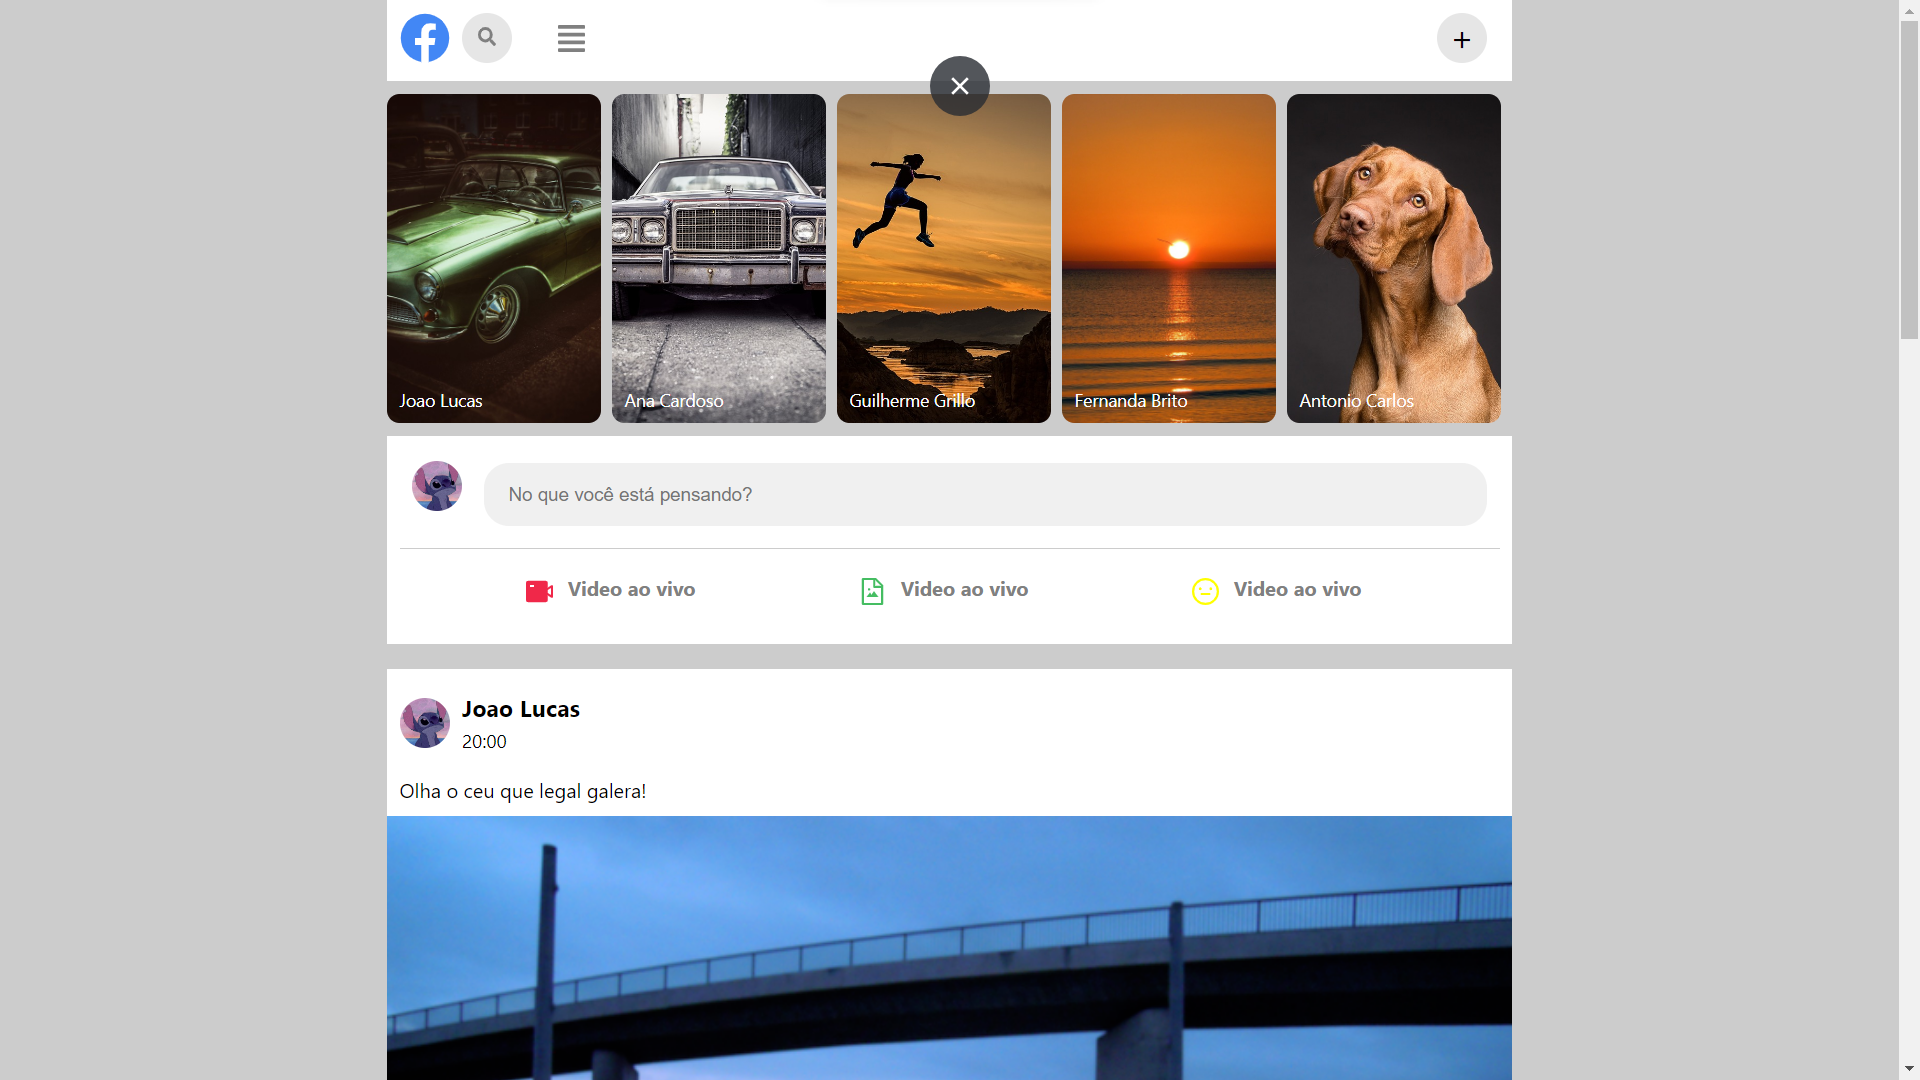 Joao Lucas
Ana Cardoso
Guilherme Grillo
Fernanda Brito
Antonio Carlos
No que você está pensando?
Video ao vivo
Video ao vivo
Video ao vivo
Joao Lucas
20:00
Olha o ceu que legal galera!